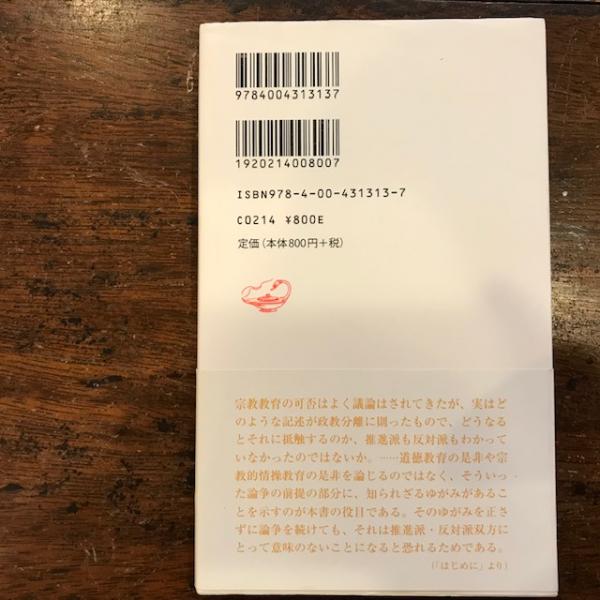 9784004313137
1920214008007
ISBN978-4-00-431313-7
C0214 ¥800E
定価(本体800円+税)
宗教教育の可否はよく議論はされてきたが、実はど
のような記述が政教分離に則ったもので、どうなる
とそれに抵触するのか、推進派も反対派もわかって
いなかったのではないか。……道徳教育の是非や宗
教的情操教育の是非を論じるのではなく、そういっ
た論争の前提の部分に、知られざるゆがみがあるこ
とを示すのが本書の役目である。そのゆがみを正さ
ずに論争を続けても、それは推進派・反対派双方に
とって意味のないことになると恐れるためである。
(「はじめに」より)